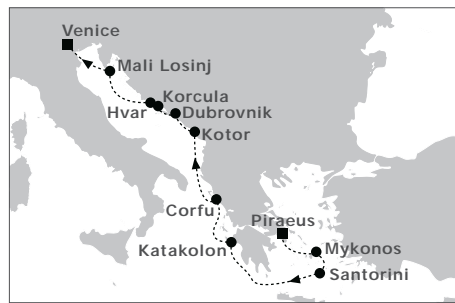 Venice
Mali Losinj
Korcula
Hvar
Dubrovnik
Kotor
Corfu
Piraeus
Katakolon
Mykonos
Santorini